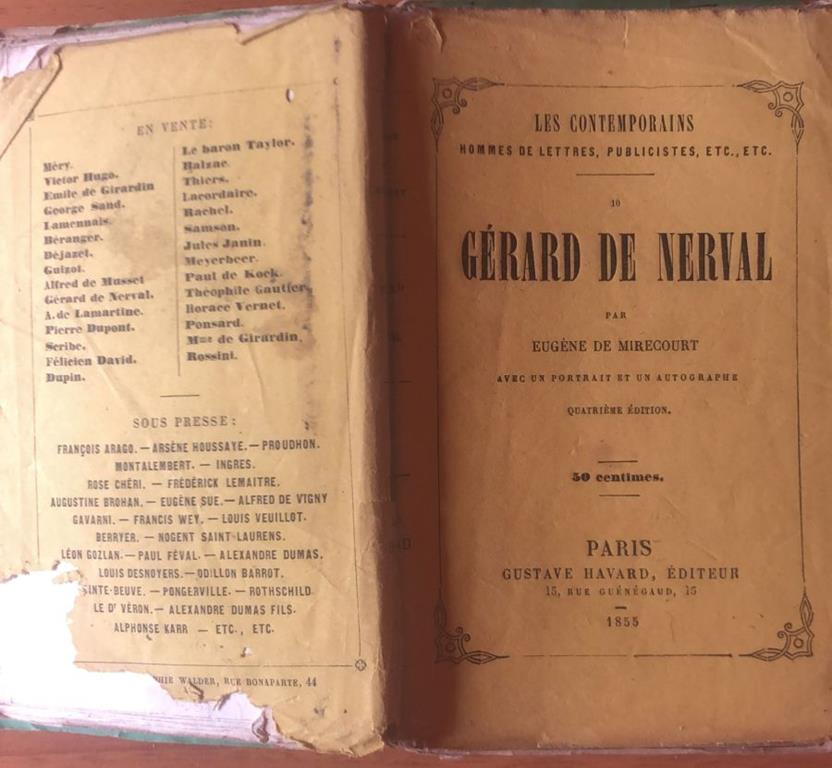 EN VENTE:
Méry.
Victor Hugo.
Emile de Girardin
George Sand.
Lamennais.
Béranger.
Déjazet.
Guizot.
Alfred de Musset
Gérard de Nerval.
A. de Lamartine.
Pierre Dupont.
Scribe.
Félicien David.
Dupin.
Le baron Taylor.
Balzac.
Thiers.
Lacordaire.
Rachel.
Samson.
Jules Janin.
Meyerbeer.
Paul de Kock.
Théophile Gautier.
Horace Vernet.
Ponsard.
Mme de Girardin.
Rossini.
SOUS PRESSE:
FRANÇOIS ARAGO. — ARSÈNE HOUSSAYE. — PROUDHON.
MONTALEMBERT. — INGRES.
ROSE CHÉRI. — FRÉDÉRICK LEMAITRE.
AUGUSTINE BROHAN. — EUGÈNE SUE. — ALFRED DE VIGNY
GAVARNI. — FRANCIS WEY. — LOUIS VEUILLOT.
BERRYER. — NOGENT SAINT-LAURENS.
LÉON GOZLAN. — PAUL FÉVAL. — ALEXANDRE DUMAS.
LOUIS DESNOYERS. — ODILLON BARROT.
INTE-BEUVE. — PONGERVILLE. — ROTHSCHILD
LE Dr VÉRON. — ALEXANDRE DUMAS FILS.
ALPHONSE KARR — ETC., ETC.
PHIE WALDER, RUE BONAPARTE, 44
LES CONTEMPORAINS
HOMMES DE LETTRES, PUBLICISTES, ETC., ETC.
10
GÉRARD DE NERVAL
PAR
EUGÈNE DE MIRECOURT
AVEC UN PORTRAIT ET UN AUTOGRAPHE
QUATRIÈME ÉDITION.
50 centimes.
PARIS
GUSTAVE HAVARD, ÉDITEUR
15, RUE GUÉNÉGAUD, 15
1855